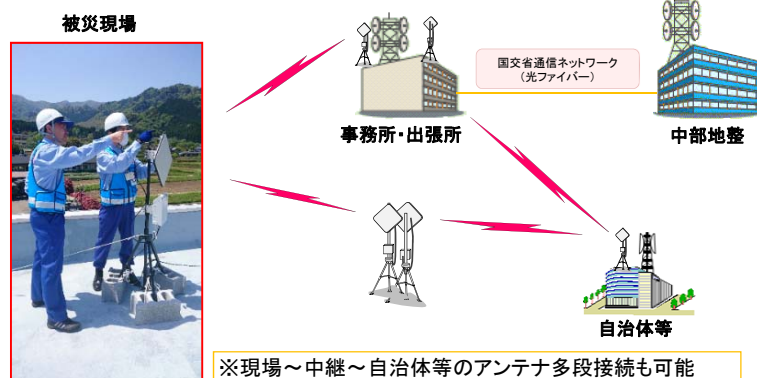 被災現場
国交省通信ネットワーク
(光ファイバー)
事務所・出張所
中部地整
自治体等
※現場～中継～自治体等のアンテナ多段接続も可能